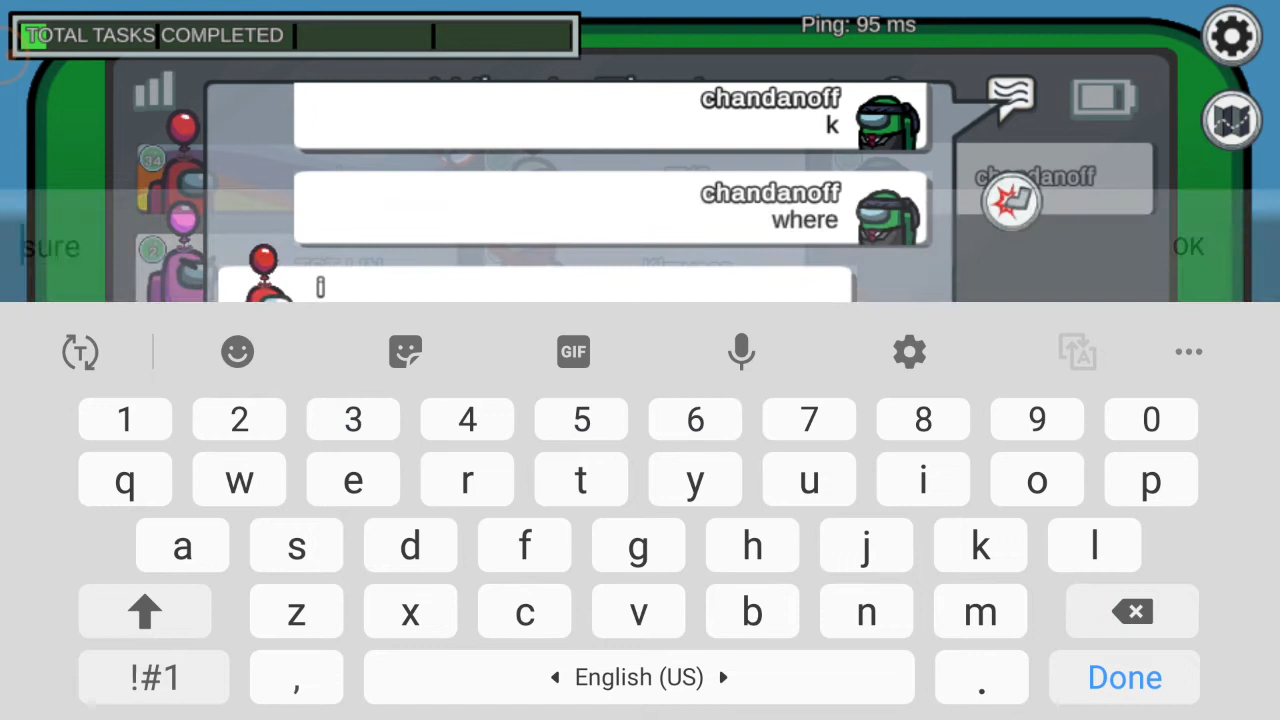 TOTAL TASKS COMPLETED
Ping: 95 ms
chandanoff
k
chandanoff
where
chandanoff
i
sure
OK
GIF
1 2 3 4 5 6 7 8 9 0
q w e r t y u i o p
a s d f g h j k l
z x c v b n m
!#1 , English (US) . Done